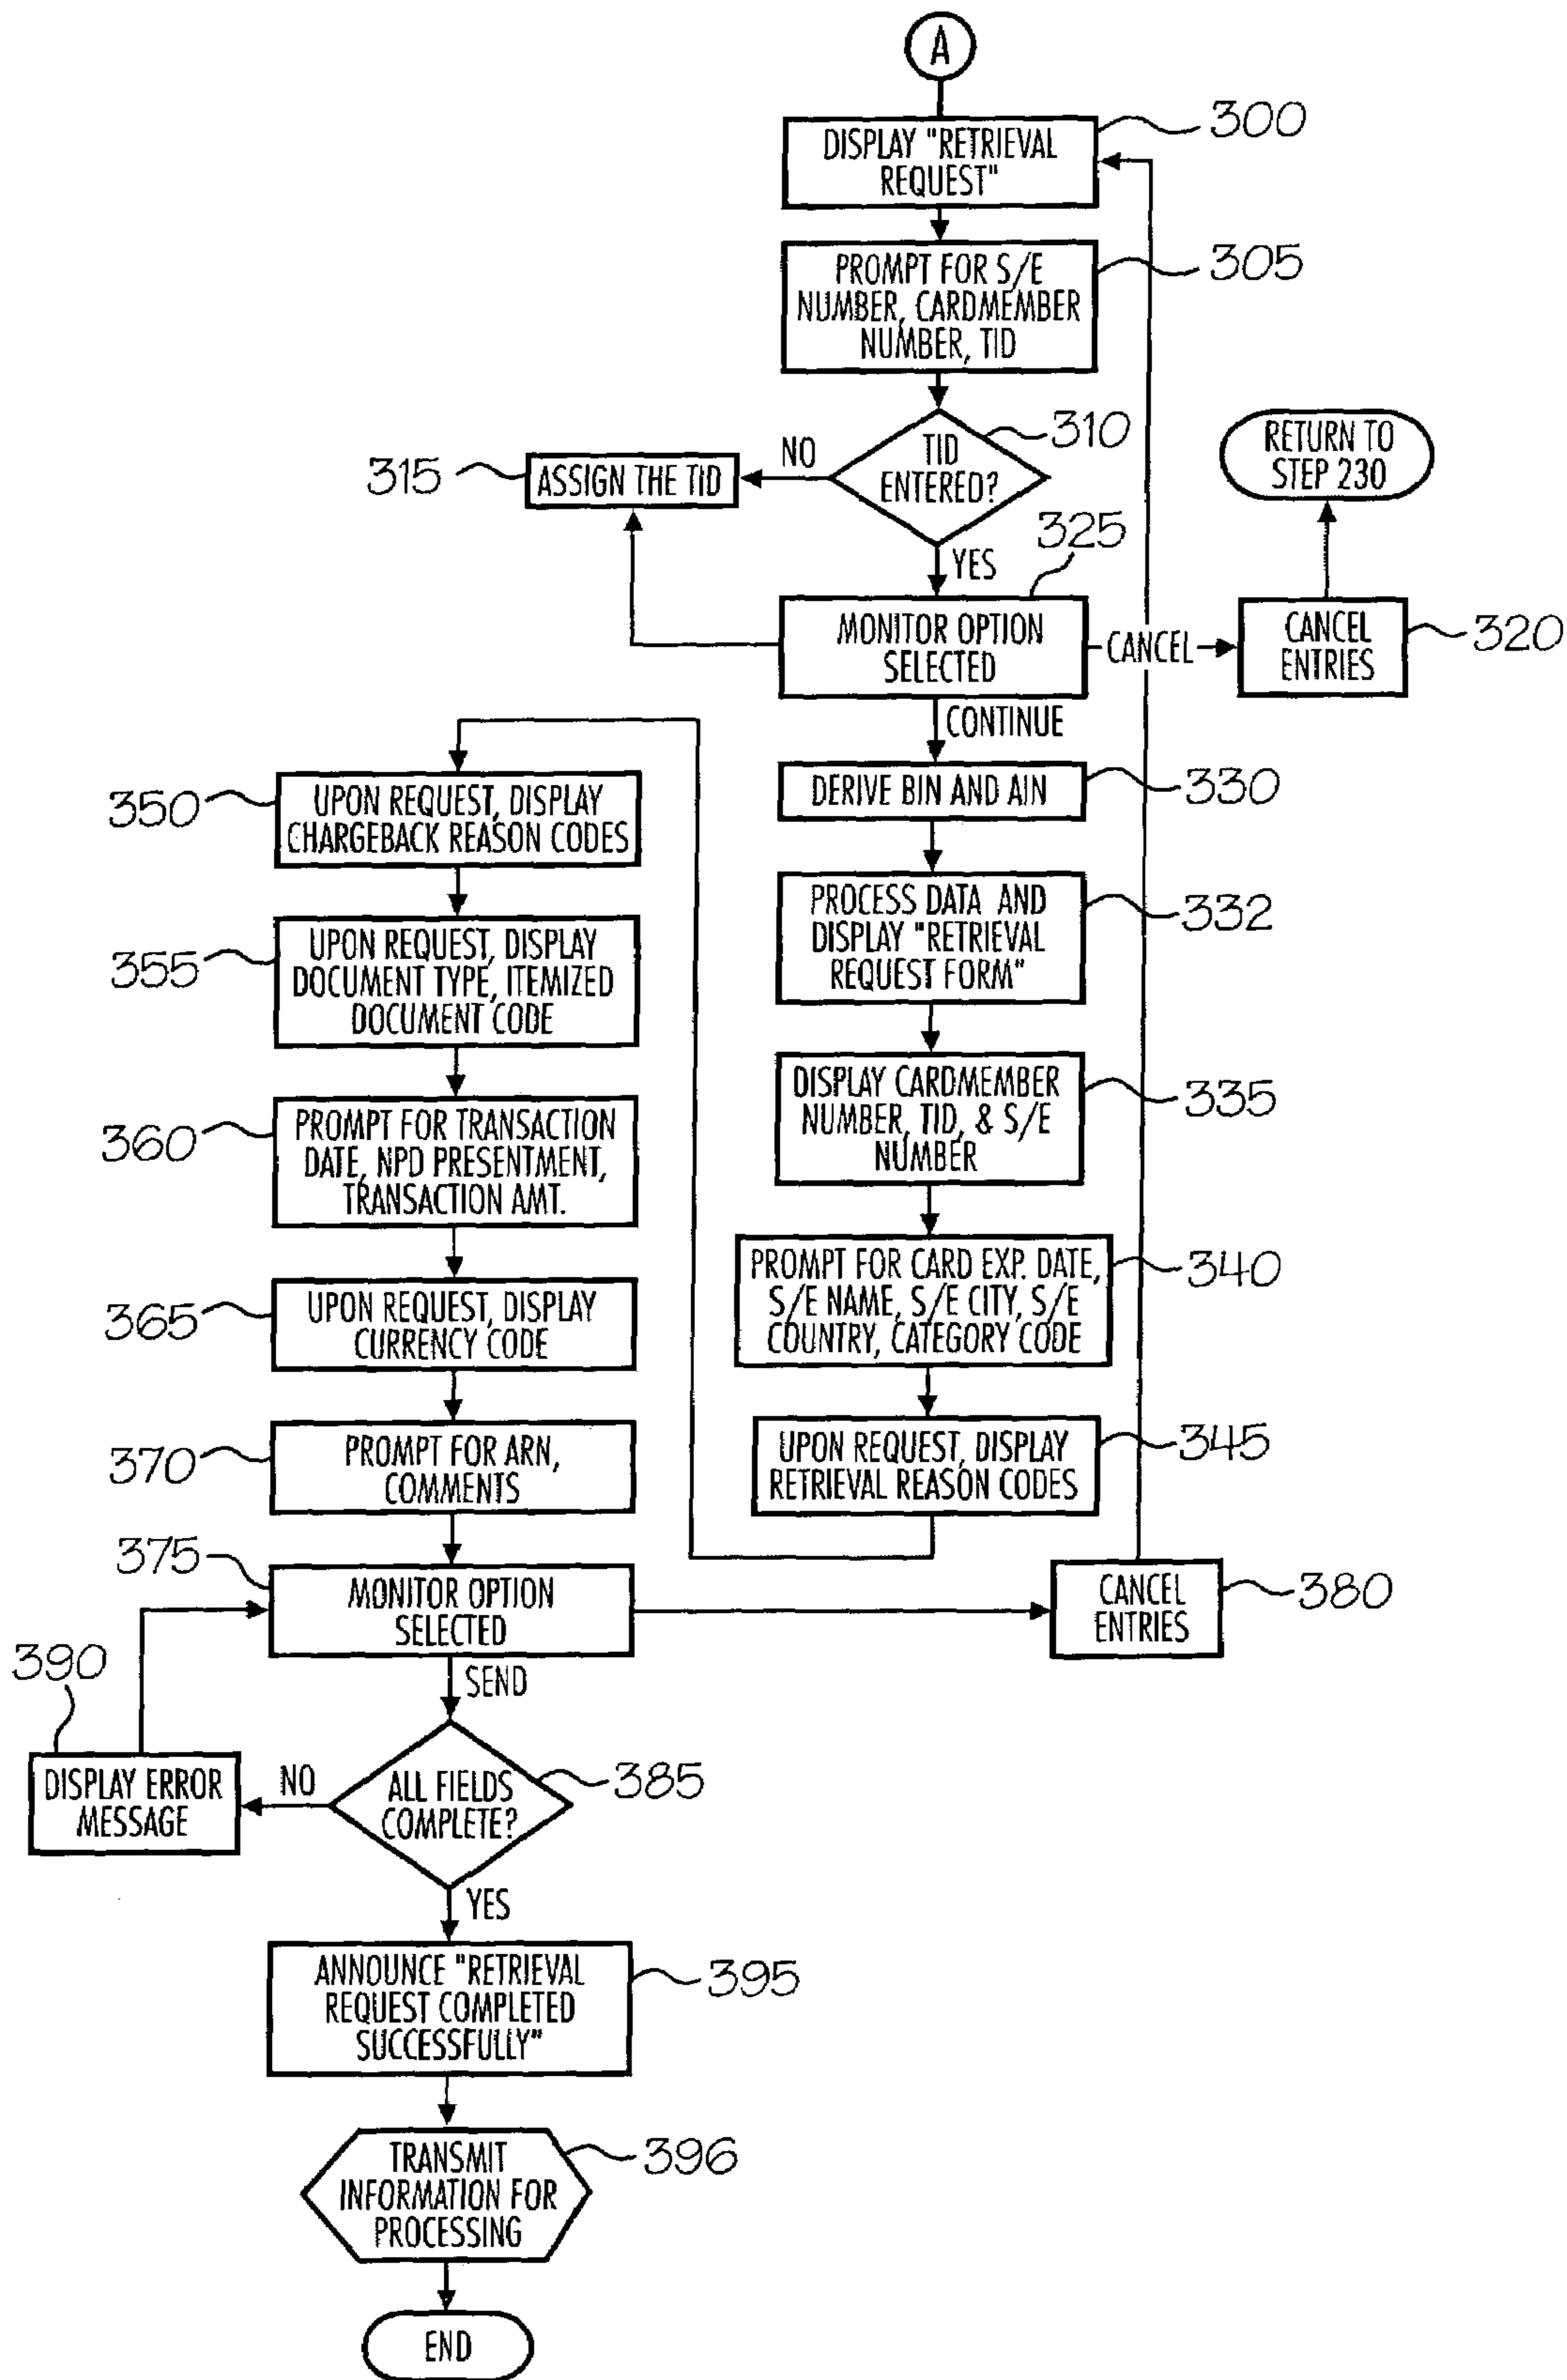 A
DISPLAY "RETRIEVAL
REQUEST"
300
PROMPT FOR S/E
NUMBER, CARDMEMBER
NUMBER, TID
305
TID
ENTERED?
310
NO
ASSIGN THE TID
315
YES
RETURN TO
STEP 230
MONITOR OPTION
SELECTED
325
CANCEL
CANCEL
ENTRIES
320
CONTINUE
DERIVE BIN AND AIN
330
PROCESS DATA AND
DISPLAY "RETRIEVAL
REQUEST FORM"
332
DISPLAY CARDMEMBER
NUMBER, TID, & S/E
NUMBER
335
PROMPT FOR CARD EXP. DATE,
S/E NAME, S/E CITY, S/E
COUNTRY, CATEGORY CODE
340
UPON REQUEST, DISPLAY
RETRIEVAL REASON CODES
345
350
UPON REQUEST, DISPLAY
CHARGEBACK REASON CODES
355
UPON REQUEST, DISPLAY
DOCUMENT TYPE, ITEMIZED
DOCUMENT CODE
360
PROMPT FOR TRANSACTION
DATE, NPD PRESENTMENT,
TRANSACTION AMT.
365
UPON REQUEST, DISPLAY
CURRENCY CODE
370
PROMPT FOR ARN,
COMMENTS
375
MONITOR OPTION
SELECTED
CANCEL
ENTRIES
380
SEND
390
DISPLAY ERROR
MESSAGE
NO
ALL FIELDS
COMPLETE?
385
YES
ANNOUNCE "RETRIEVAL
REQUEST COMPLETED
SUCCESSFULLY"
395
TRANSMIT
INFORMATION FOR
PROCESSING
396
END